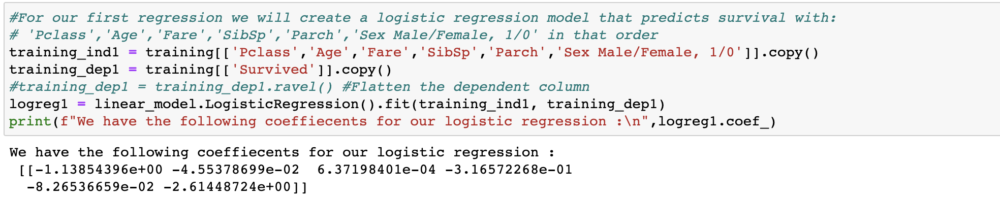 #For our first regression we will create a logistic regression model that predicts survival with:
# 'Pclass','Age','Fare','SibSp','Parch','Sex Male/Female, 1/0' in that order
training_ind1 = training[['Pclass','Age','Fare','SibSp','Parch','Sex Male/Female, 1/0']].copy()
training_dep1 = training[['Survived']].copy()
#training_dep1 = training_dep1.ravel() #Flatten the dependent column
logreg1 = linear_model.LogisticRegression().fit(training_ind1, training_dep1)
print(f"We have the following coeffiecents for our logistic regression :\n",logreg1.coef_)
We have the following coeffiecents for our logistic regression :
[[-1.13854396e+00 -4.55378699e-02  6.37198401e-04 -3.16572268e-01
-8.26536659e-02 -2.61448724e+00]]